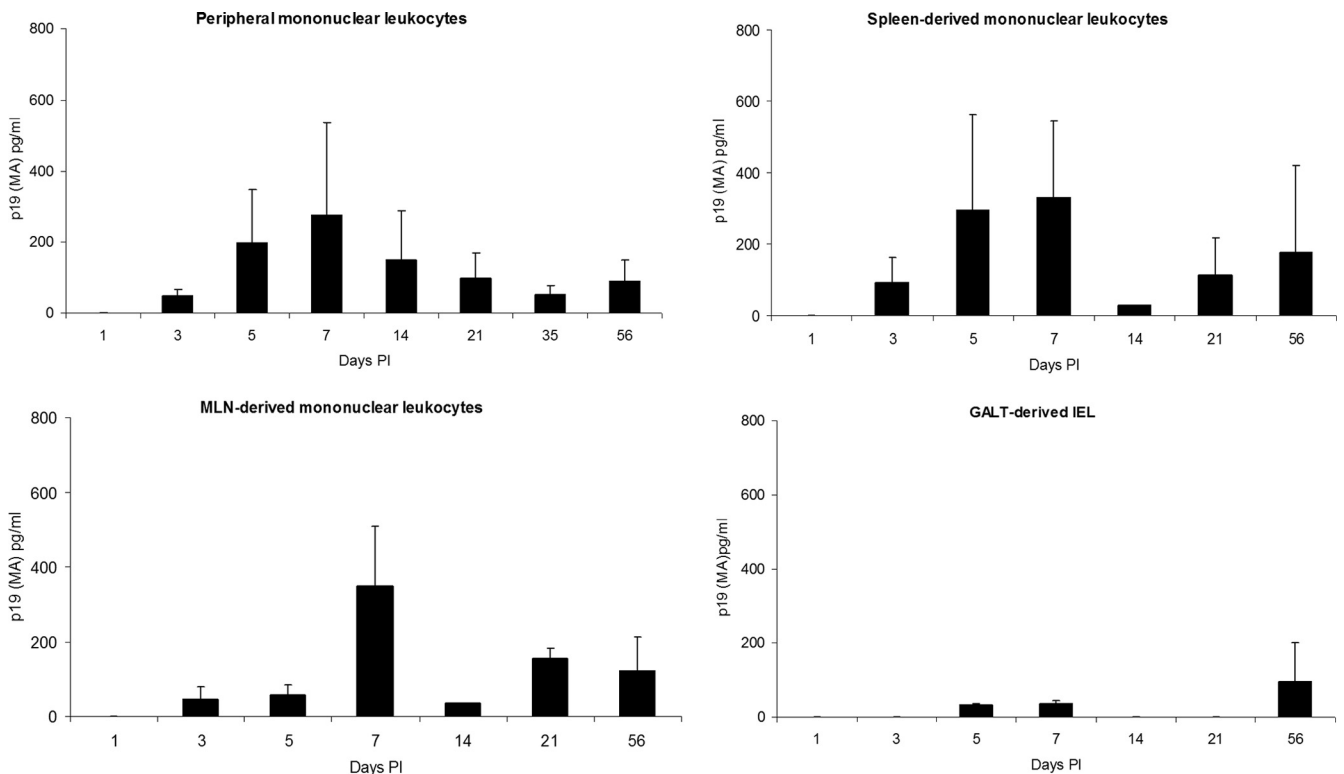 Peripheral mononuclear leukocytes
800
600
400
200
0
p19 (MA) pg/ml
1 3 5 7 14 21 35 56
Days PI
Spleen-derived mononuclear leukocytes
800
600
400
200
0
p19 (MA) pg/ml
1 3 5 7 14 21 56
Days PI
MLN-derived mononuclear leukocytes
800
600
400
200
0
p19 (MA) pg/ml
1 3 5 7 14 21 56
Days PI
GALT-derived IEL
800
600
400
200
0
p19 (MA)pg/ml
1 3 5 7 14 21 56
Days PI